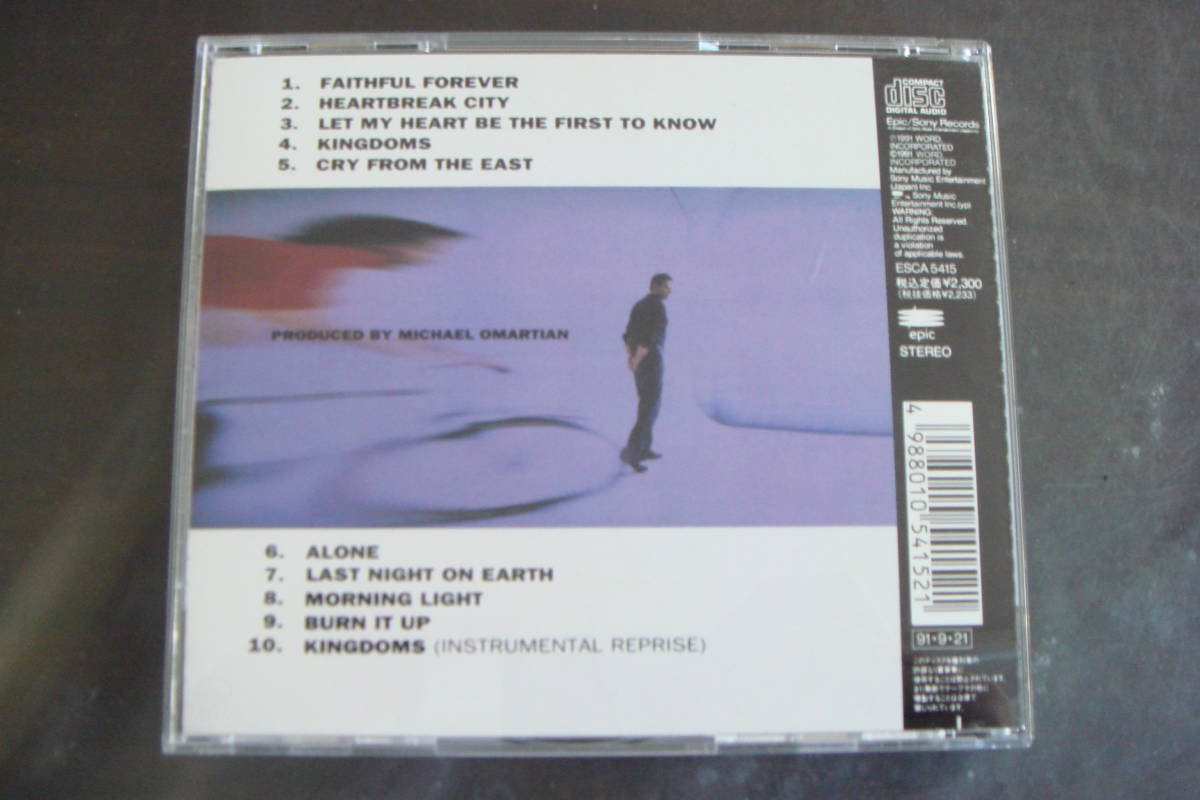 1. FAITHFUL FOREVER
2. HEARTBREAK CITY
3. LET MY HEART BE THE FIRST TO KNOW
4. KINGDOMS
5. CRY FROM THE EAST
PRODUCED BY MICHAEL OMARTIAN
6. ALONE
7. LAST NIGHT ON EARTH
8. MORNING LIGHT
9. BURN IT UP
10. KINGDOMS (INSTRUMENTAL REPRISE)
COMPACT
disc
DIGITAL AUDIO
Epic/Sony Records
℗1991 WORD,
INCORPORATED
©1991 WORD,
INCORPORATED
Manufactured by
Sony Music Entertainment
(Japan) Inc.
Sony Music
Entertainment Inc.
WARNING:
All Rights Reserved.
Unauthorized
duplication is
a violation
of applicable laws.
ESCA 5415
税込定価¥2,300
(税抜価格¥2,233)
epic
STEREO
4 988010 541521
91・9・21